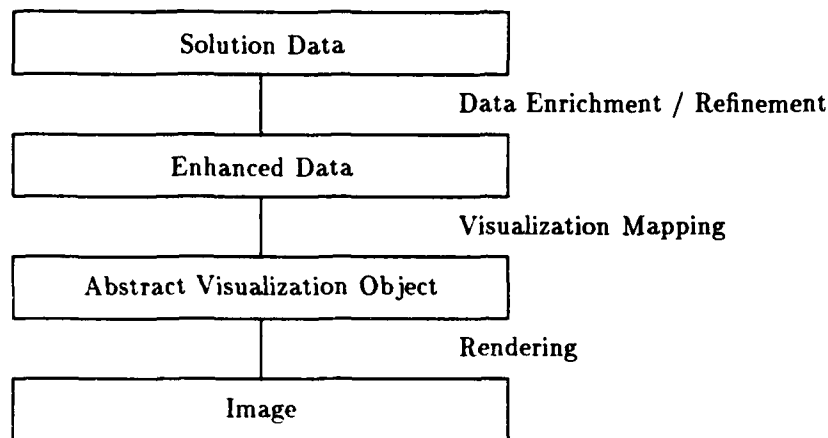 Solution Data
Data Enrichment / Refinement
Enhanced Data
Visualization Mapping
Abstract Visualization Object
Rendering
Image